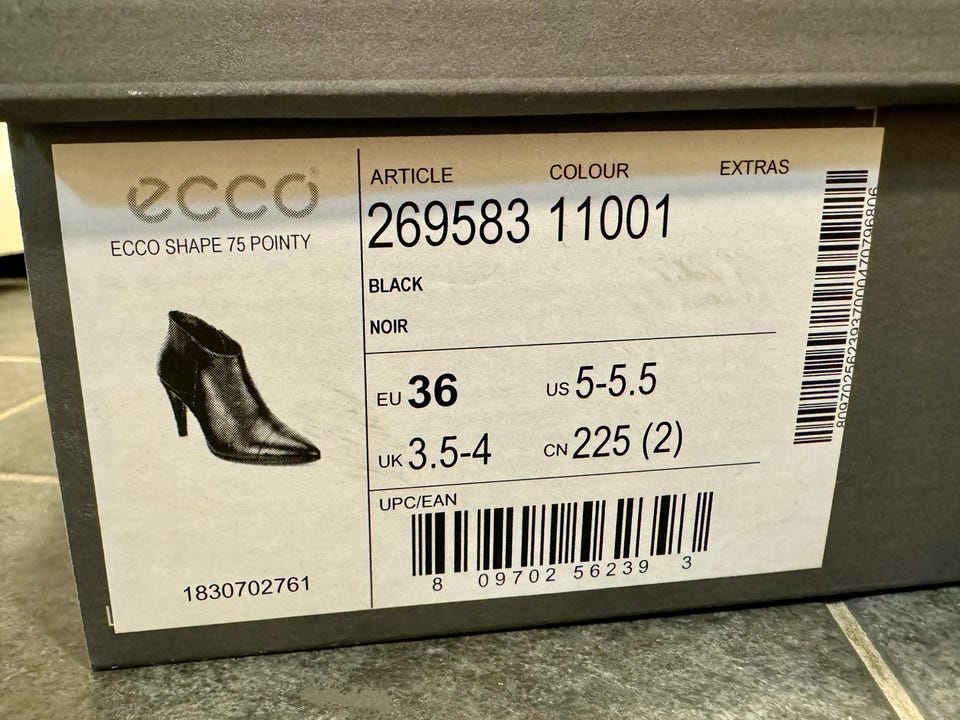 ecco
ECCO SHAPE 75 POINTY
1830702761
ARTICLE COLOUR EXTRAS
269583 11001
BLACK
NOIR
EU 36 US 5-5.5
UK 3.5-4 CN 225 (2)
UPC/EAN
8 09702 56239 3
8097025623937000470796806